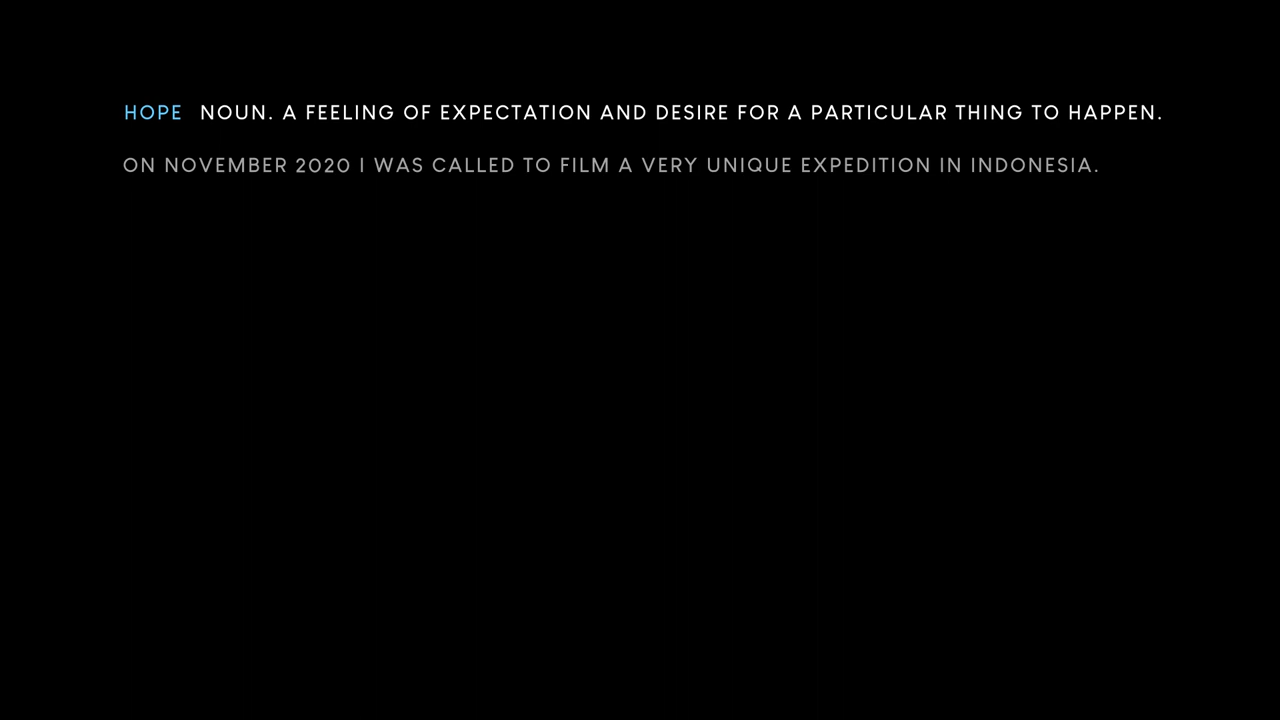 HOPE NOUN. A FEELING OF EXPECTATION AND DESIRE FOR A PARTICULAR THING TO HAPPEN.
ON NOVEMBER 2020 I WAS CALLED TO FILM A VERY UNIQUE EXPEDITION IN INDONESIA.